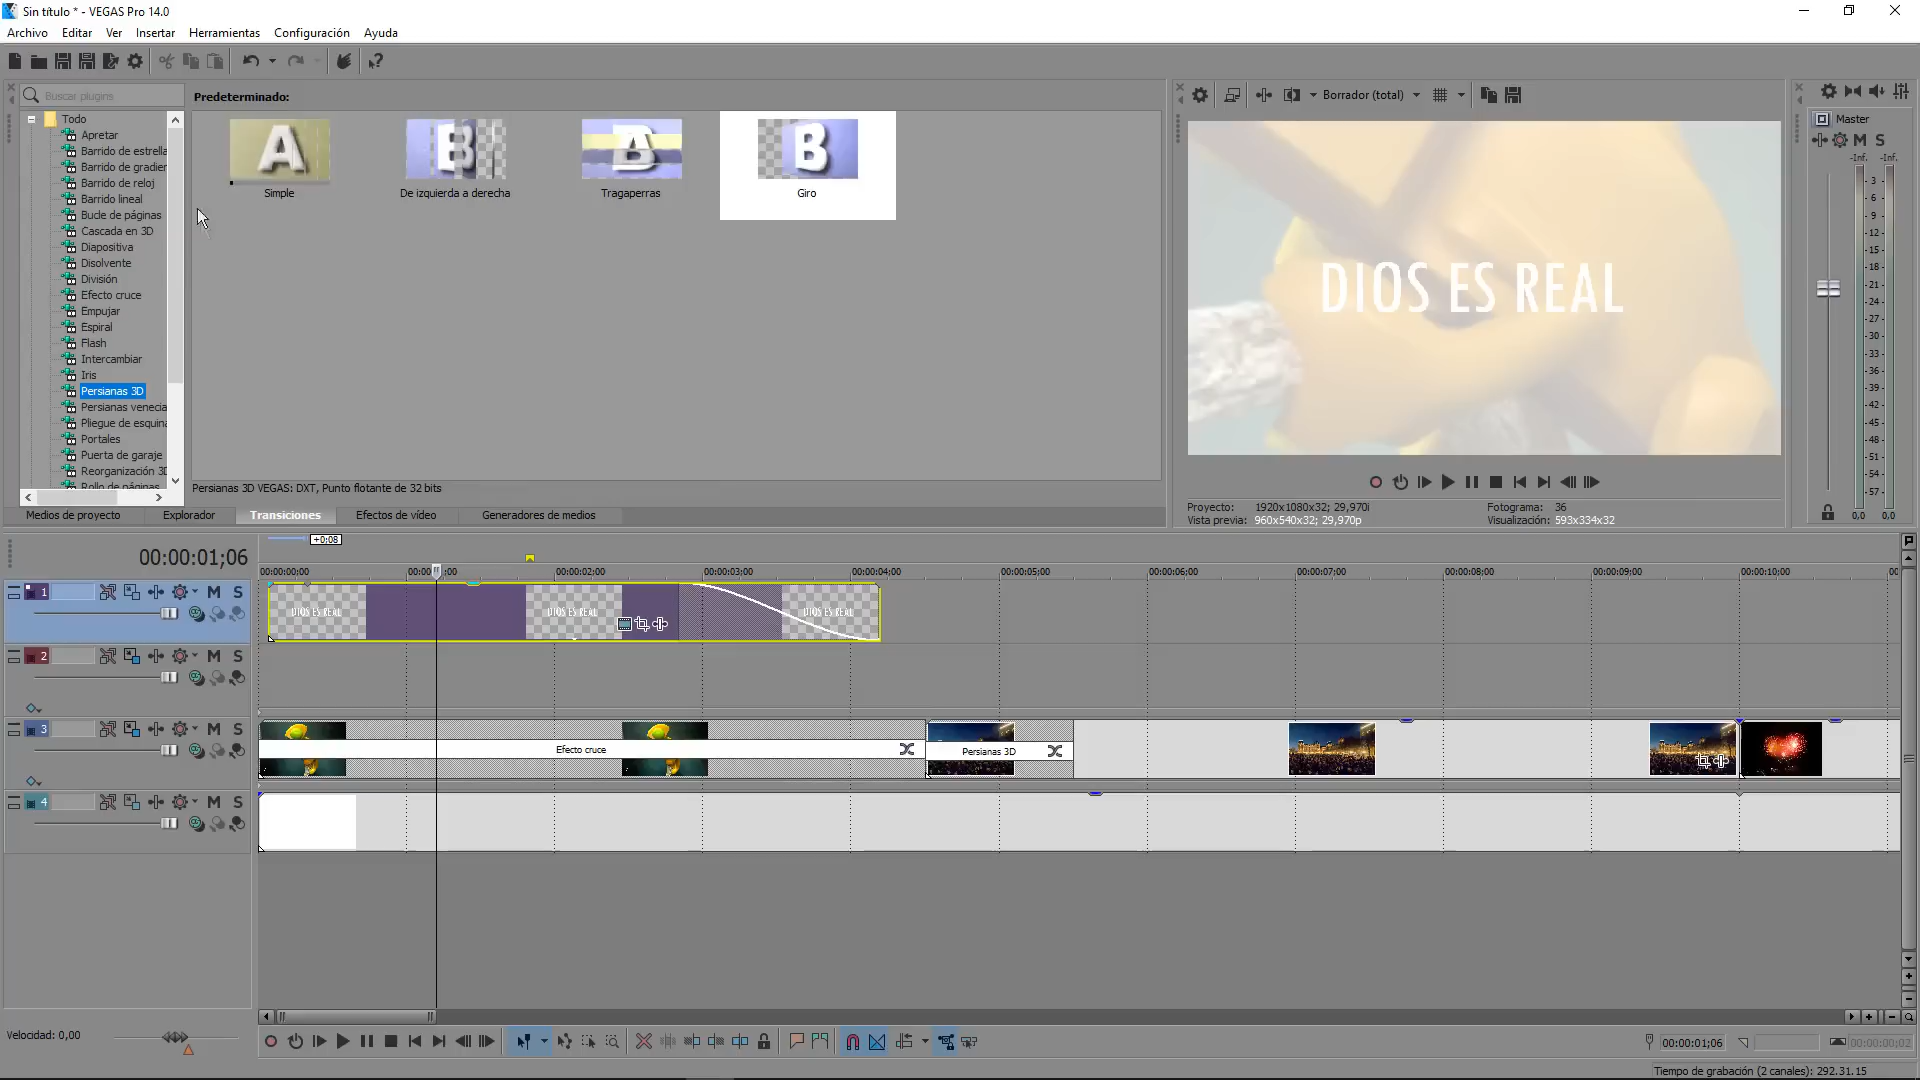 Sin título * - VEGAS Pro 14.0
Archivo Editar Ver Insertar Herramientas Configuración Ayuda
Buscar plugins
Predeterminado:
Borrador (total)
Todo
Apretar
Barrido de estrella
Barrido de gradien
Barrido de reloj
Barrido lineal
Bucle de páginas
Cascada en 3D
Diapositiva
Disolvente
División
Efecto cruce
Empujar
Espiral
Flash
Intercambiar
Iris
Persianas 3D
Persianas venecia
Pliegue de esquina
Portales
Puerta de garaje
Reorganización 3D
Rollo de páginas
A
Simple
B
De izquierda a derecha
B
Tragaperras
B
Giro
Persianas 3D VEGAS: DXT, Punto flotante de 32 bits
Medios de proyecto Explorador Transiciones Efectos de vídeo Generadores de medios
DIOS ES REAL
Proyecto: 1920x1080x32; 29,970i
Vista previa: 960x540x32; 29,970p
Fotograma: 36
Visualización: 593x334x32
Master
M S
-Inf. -Inf.
3
6
9
12
15
18
21
24
27
30
33
36
39
42
45
48
51
54
57
0,0 0,0
00:00:01;06
+0:08
00:00:00;00 00:00 ;00 00:00:02;00 00:00:03;00 00:00:04;00 00:00:05;00 00:00:06;00 00:00:07;00 00:00:08;00 00:00:09;00 00:00:10;00 00
1 M S
DIOS ES REAL DIOS ES REAL DIOS ES REAL
2 M S
3 M S
Efecto cruce
Persianas 3D
4 M S
Velocidad: 0,00
00:00:01;06
00:00:00;02
Tiempo de grabación (2 canales): 292.31.15